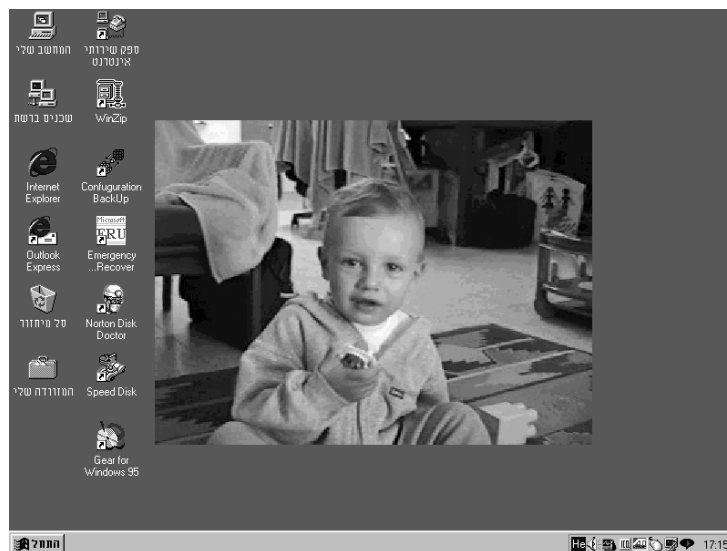 המחשב שלי
ספק שירותי
אינטרנט
שכנים ברשת
WinZip
Internet
Explorer
Confuguration
BackUp
Outlook
Express
Microsoft
ERU
Emergency
...Recover
סל מיחזור
Norton Disk
Doctor
המזוודה שלי
Speed Disk
Gear for
Windows 95
התחל
He
17:15